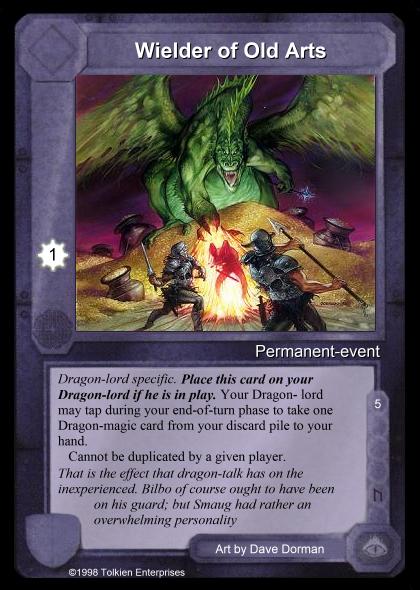 Wielder of Old Arts
1
Permanent-event
Dragon-lord specific. Place this card on your
Dragon-lord if he is in play. Your Dragon- lord
may tap during your end-of-turn phase to take one
Dragon-magic card from your discard pile to your
hand.
Cannot be duplicated by a given player.
That is the effect that dragon-talk has on the
inexperienced. Bilbo of course ought to have been
on his guard; but Smaug had rather an
overwhelming personality
5
Art by Dave Dorman
©1998 Tolkien Enterprises